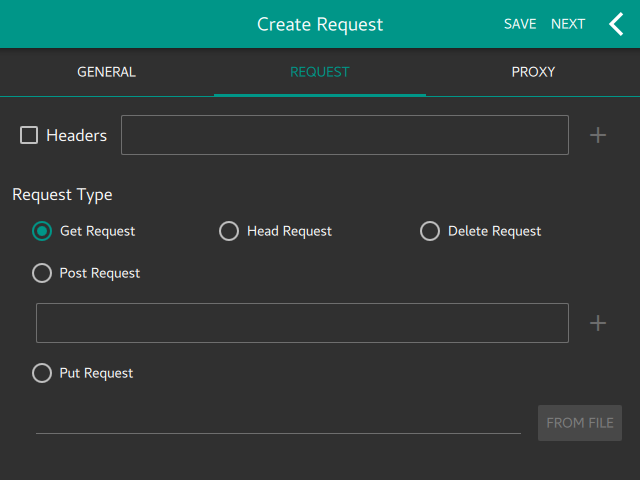 Create Request
SAVE NEXT
GENERAL REQUEST PROXY
Headers
Request Type
Get Request Head Request Delete Request
Post Request
Put Request
FROM FILE